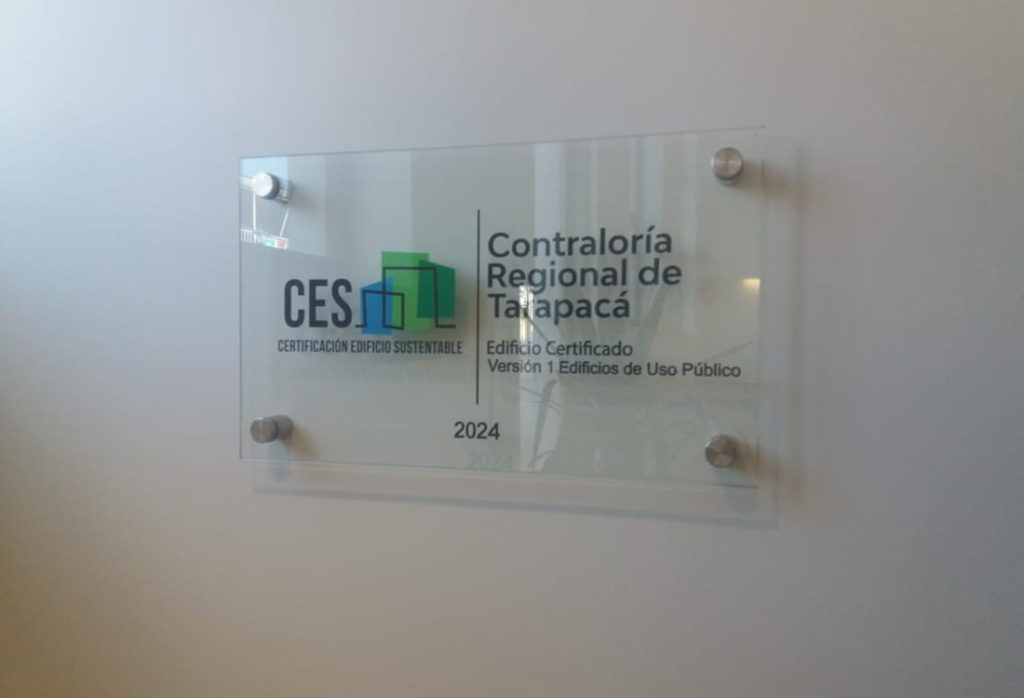 CES
CERTIFICACIÓN EDIFICIO SUSTENTABLE
Contraloría
Regional de
Tarapacá
Edificio Certificado
Versión 1 Edificios de Uso Público
2024